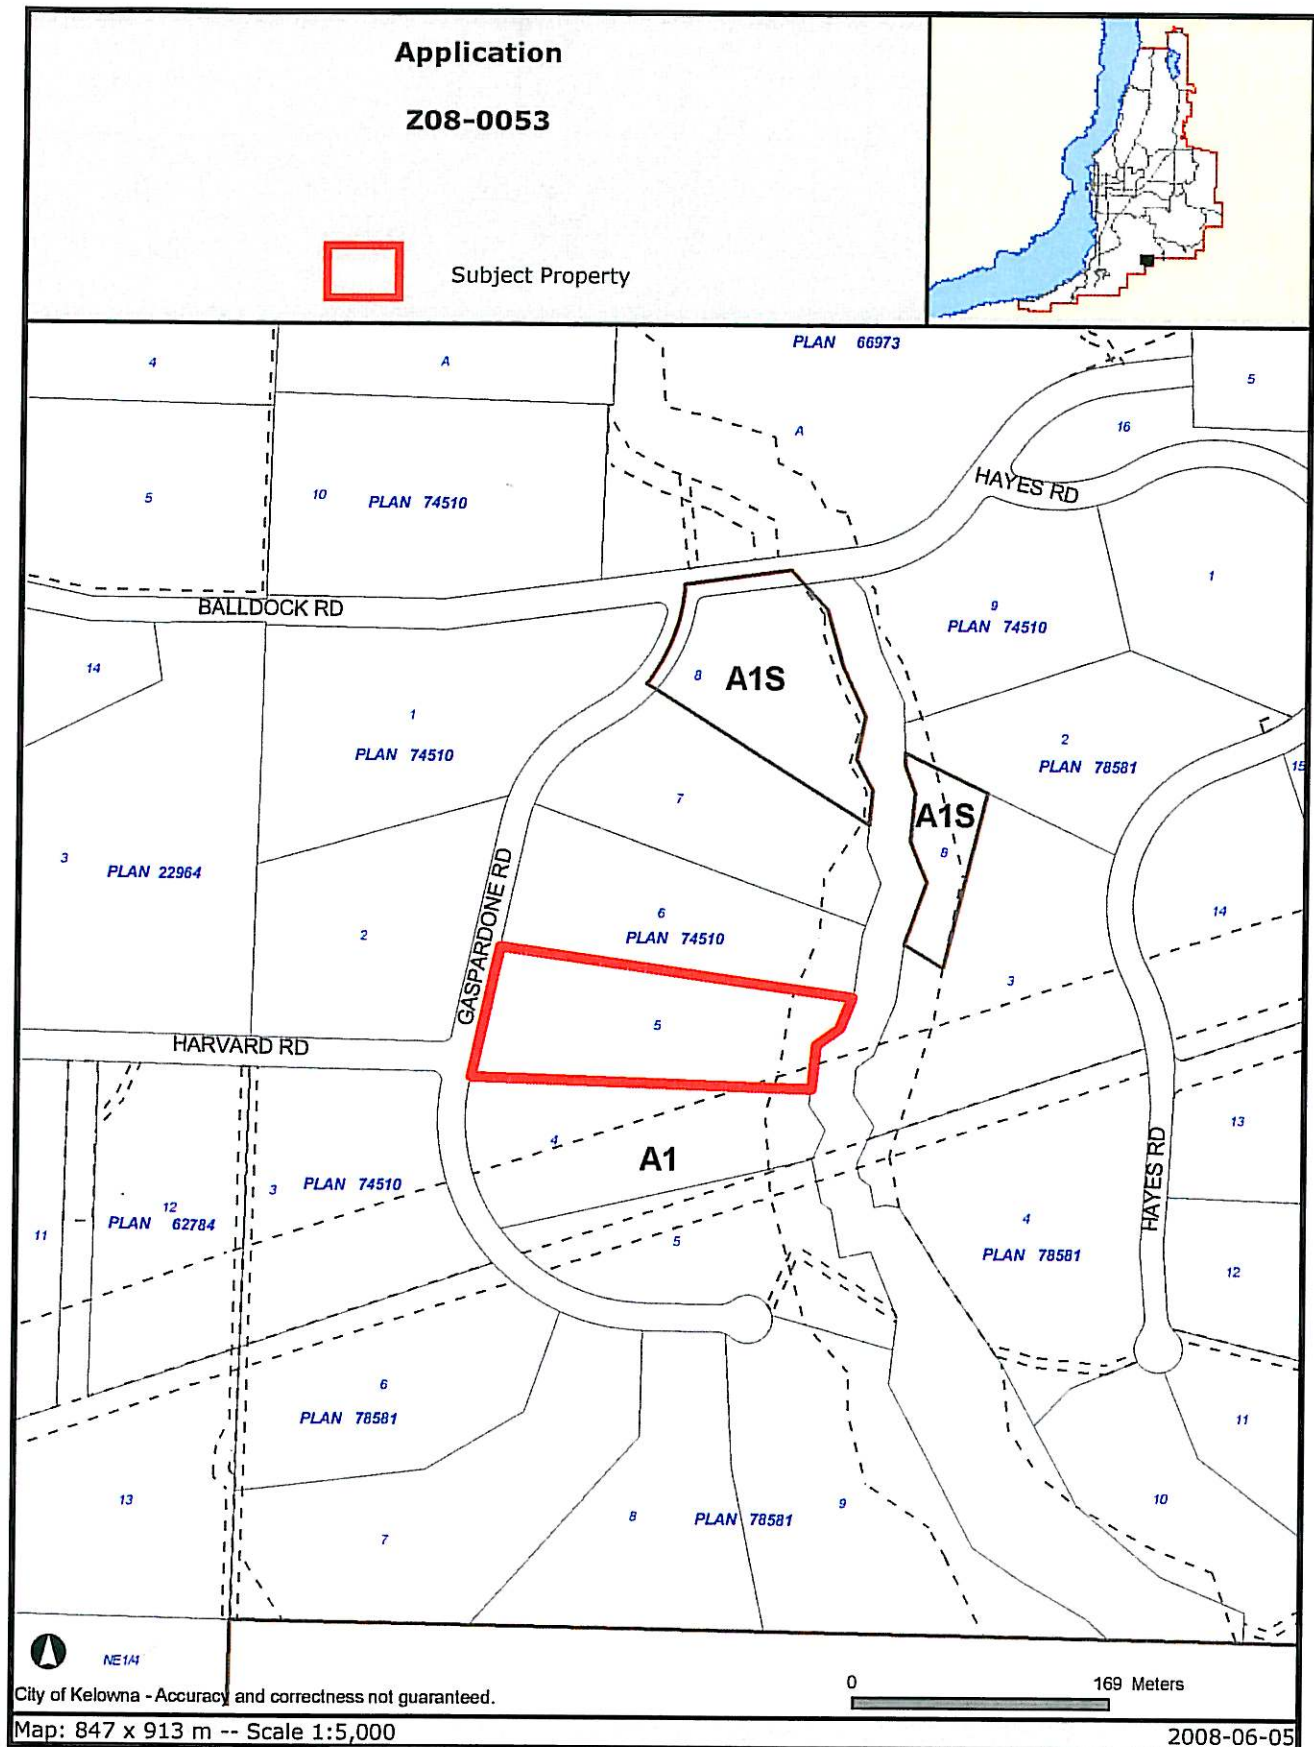 Application
Z08-0053
Subject Property
PLAN 66973
4
A
5
A
16
HAYES RD
5
10
PLAN 74510
1
9
PLAN 74510
BALLDOCK RD
14
8
A1S
1
PLAN 74510
2
PLAN 78581
15
7
A1S
8
3
PLAN 22964
GASPARDONE RD
6
PLAN 74510
14
2
3
5
HARVARD RD
4
A1
13
HAYES RD
3
PLAN 74510
12
PLAN 62784
11
4
PLAN 78581
5
12
6
PLAN 78581
11
13
8
PLAN 78581
9
10
7
NE1/4
0
169 Meters
City of Kelowna - Accuracy and correctness not guaranteed.
Map: 847 x 913 m -- Scale 1:5,000
2008-06-05